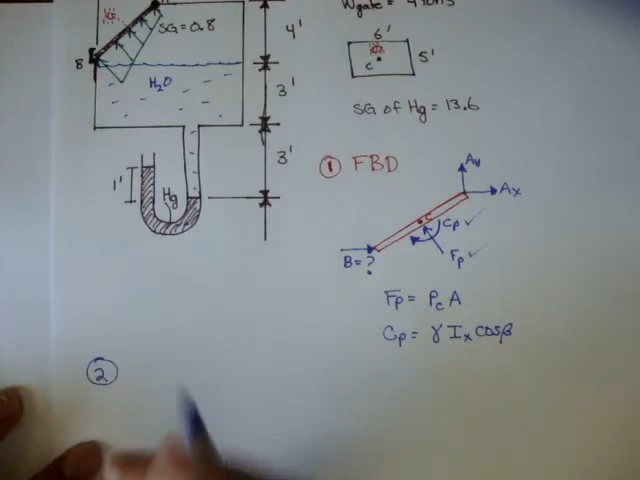 SG=0.8
B
H₂O
4'
3'
3'
1'
Hg
6'
5'
c
SG of Hg = 13.6
① FBD
Ay
Ax
c
Cp ✓
Fp ✓
B=?
Fp = PcA
Cp = γ Ix cosβ
②